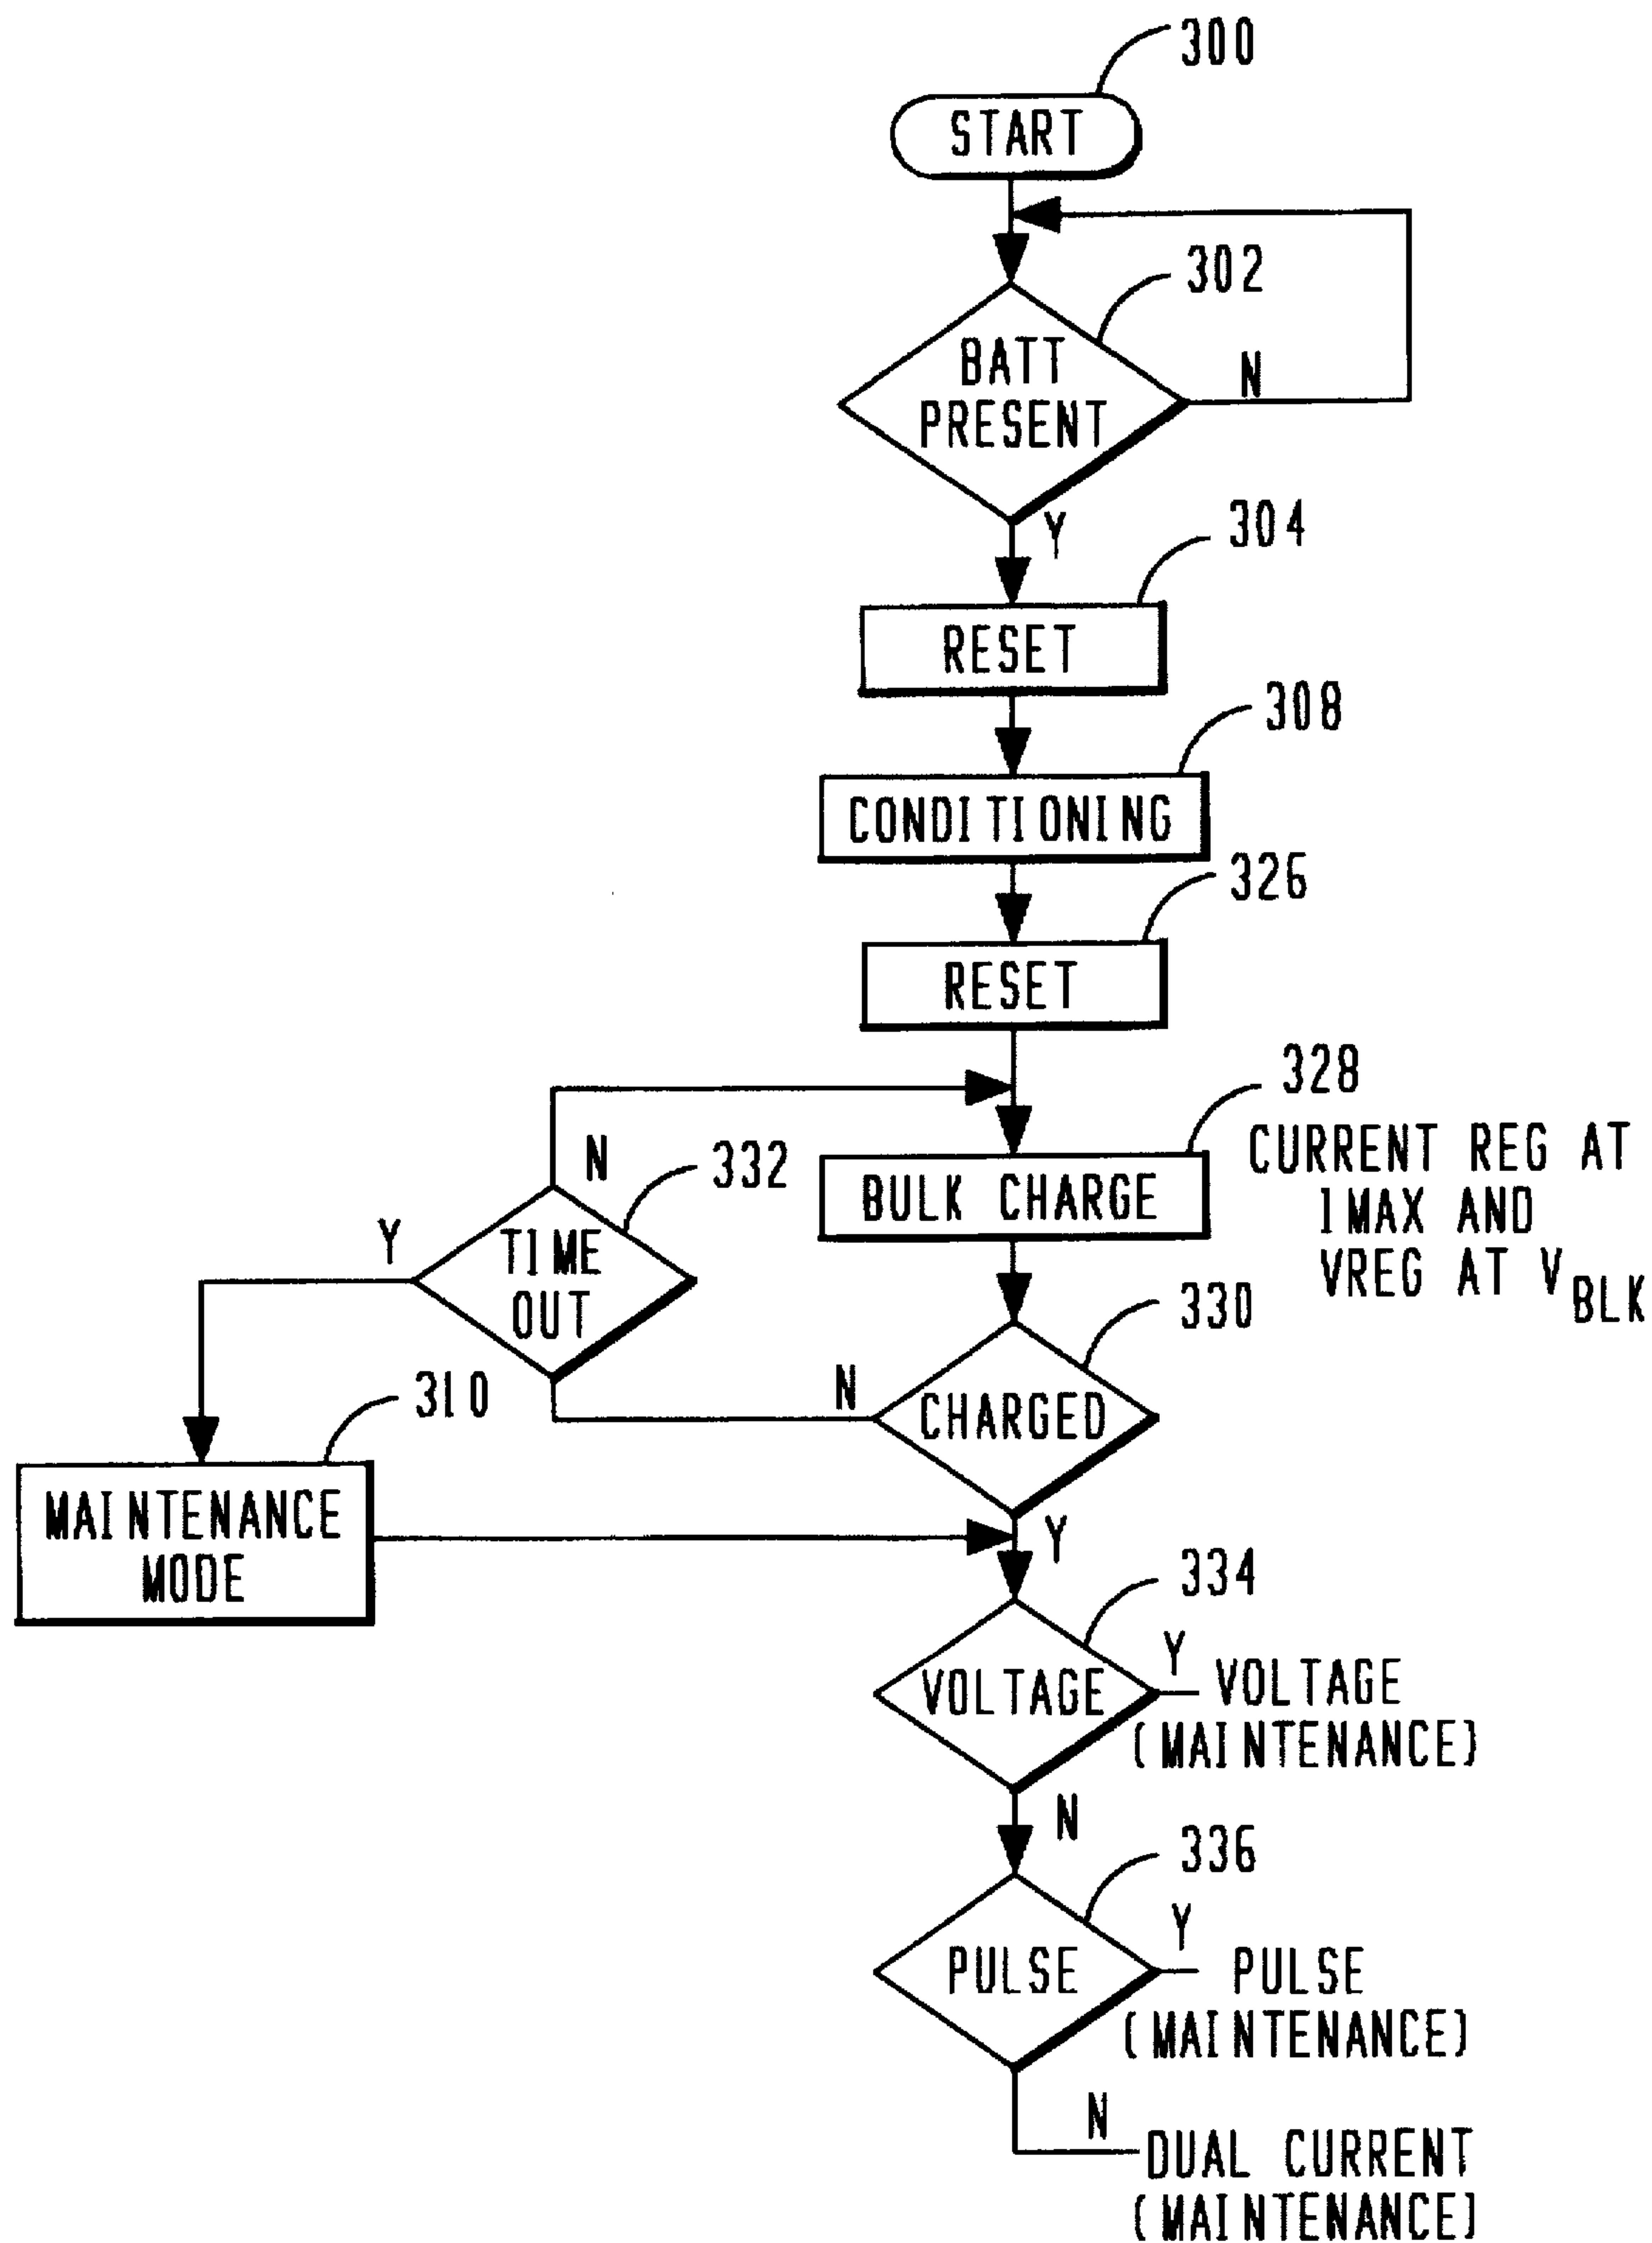 300
START
302
BATT
PRESENT
N
Y
304
RESET
308
CONDITIONING
326
RESET
328
BULK CHARGE
CURRENT REG AT
IMAX AND
VREG AT VBLK
N
332
Y
TIME
OUT
330
N
CHARGED
310
MAINTENANCE
MODE
Y
334
VOLTAGE
Y
VOLTAGE
(MAINTENANCE)
N
336
PULSE
Y
PULSE
(MAINTENANCE)
N
DUAL CURRENT
(MAINTENANCE)